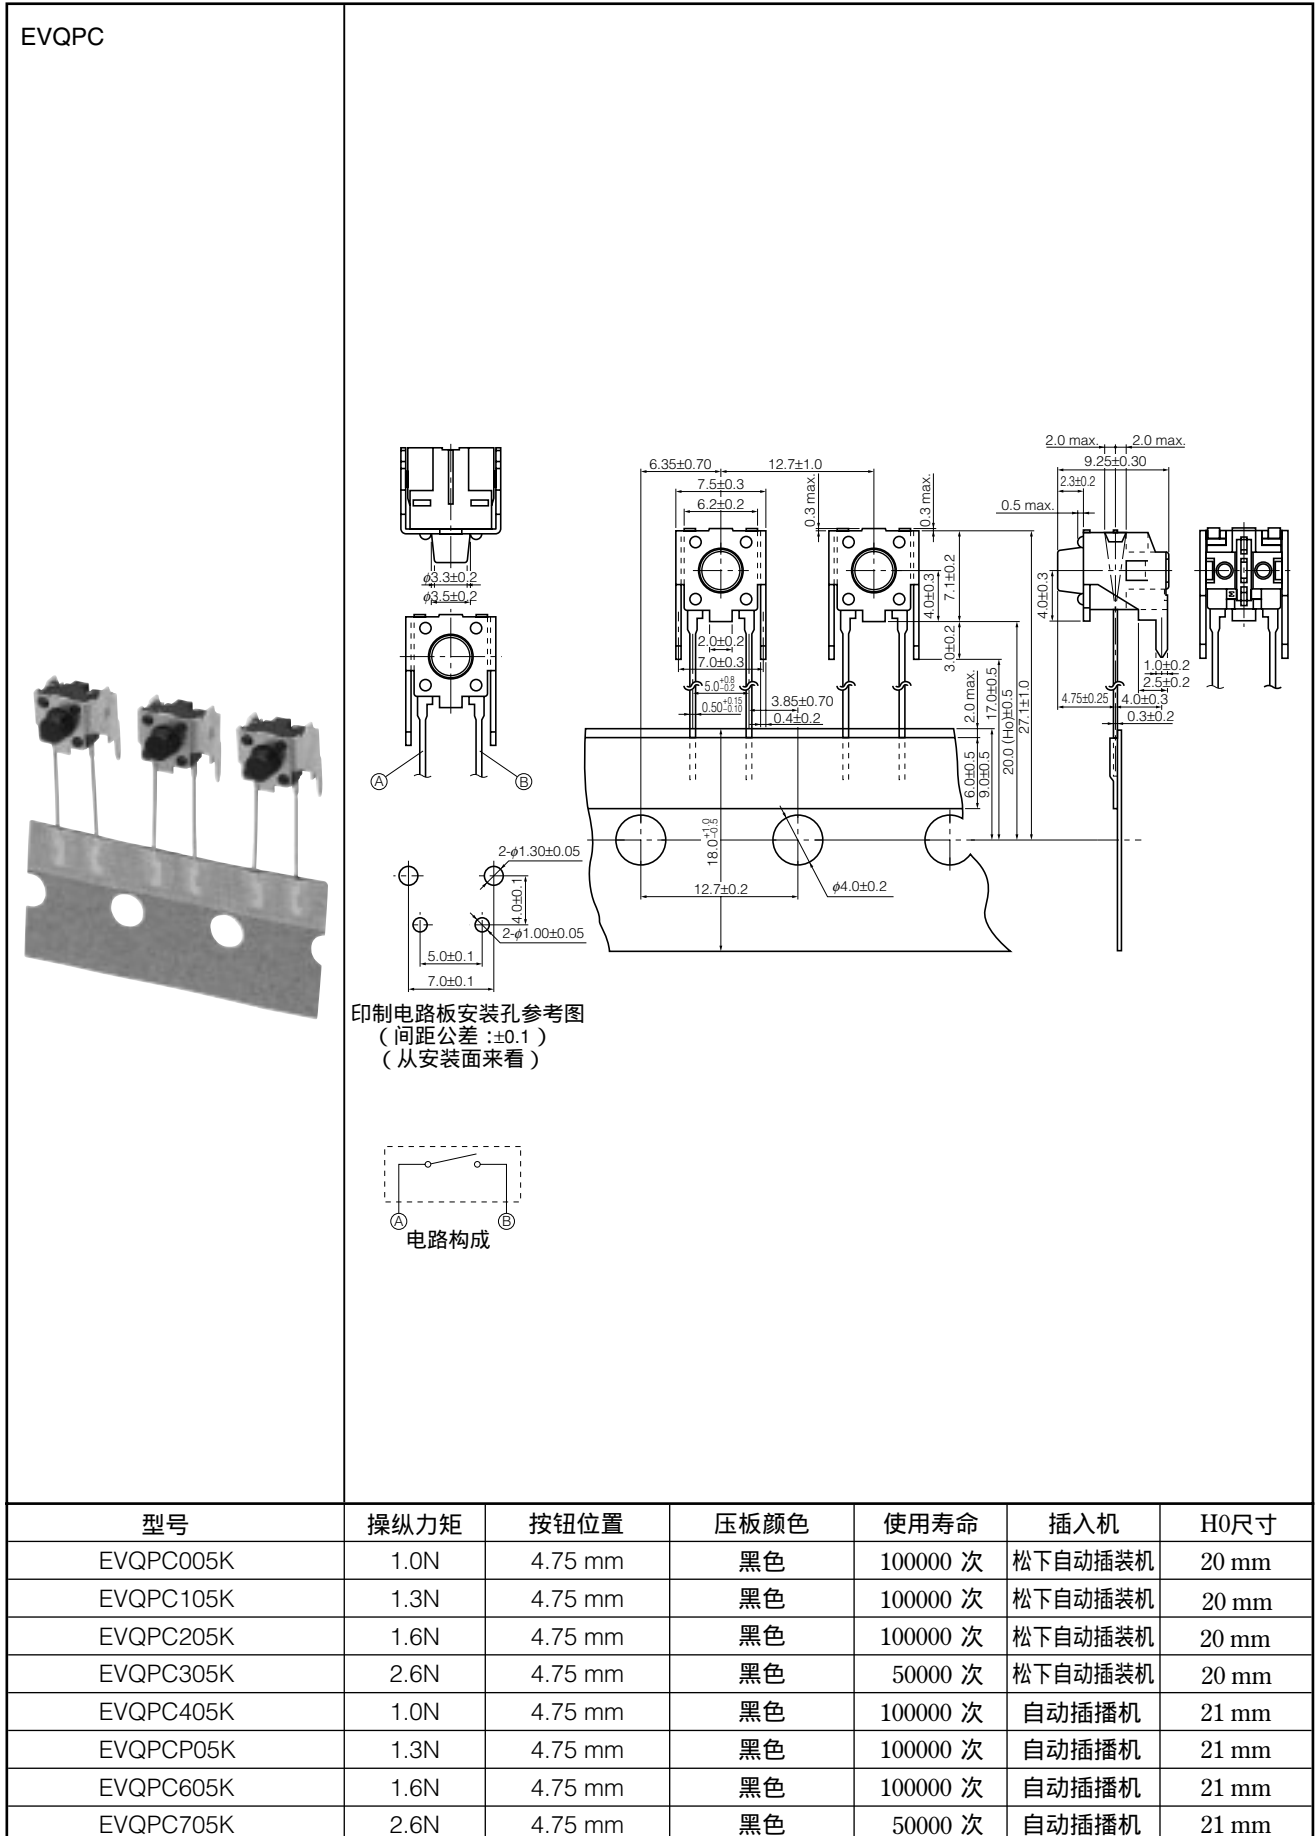 EVQPC
2.0 max.
2.0 max.
9.25±0.30
2.3±0.2
0.5 max.
6.35±0.70
12.7±1.0
7.5±0.3
6.2±0.2
0.3 max.
0.3 max.
φ3.3±0.2
φ3.5±0.2
4.0±0.3
7.1±0.2
4.0±0.3
2.0±0.2
7.0±0.3
3.0±0.2
5.0+0.8-0.2
0.50+0.15-0.10
3.85±0.70
0.4±0.2
2.0 max.
17.0±0.5
20.0 (Ho)±0.5
27.1±1.0
1.0±0.2
2.5±0.2
4.75±0.25
4.0±0.3
0.3±0.2
6.0±0.5
9.0±0.5
A
B
18.0+1.0-0.5
12.7±0.2
φ4.0±0.2
2-φ1.30±0.05
4.0±0.1
2-φ1.00±0.05
5.0±0.1
7.0±0.1
印制电路板安装孔参考图
（间距公差:±0.1）
（从安装面来看）
A
B
电路构成
型号 操纵力矩 按钮位置 压板颜色 使用寿命 插入机 H0尺寸
EVQPC005K 1.0N 4.75 mm 黑色 100000 次 松下自动插装机 20 mm
EVQPC105K 1.3N 4.75 mm 黑色 100000 次 松下自动插装机 20 mm
EVQPC205K 1.6N 4.75 mm 黑色 100000 次 松下自动插装机 20 mm
EVQPC305K 2.6N 4.75 mm 黑色 50000 次 松下自动插装机 20 mm
EVQPC405K 1.0N 4.75 mm 黑色 100000 次 自动插播机 21 mm
EVQPCP05K 1.3N 4.75 mm 黑色 100000 次 自动插播机 21 mm
EVQPC605K 1.6N 4.75 mm 黑色 100000 次 自动插播机 21 mm
EVQPC705K 2.6N 4.75 mm 黑色 50000 次 自动插播机 21 mm